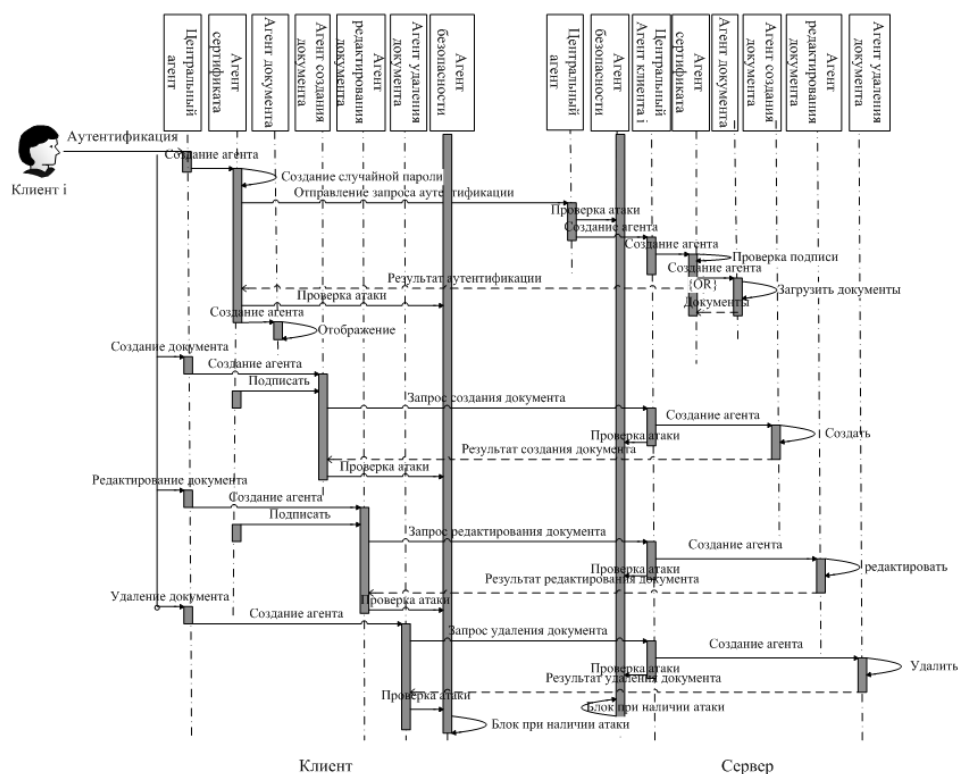 Центральный
агент
Агент
сертификата
Агент документа
Агент создания
документа
Агент
редактирования
документа
Агент удаления
документа
Агент
безопасности
Центральный
агент
Агент
безопасности
Агент клиента i
Агент
сертификата
Агент документа
Агент создания
документа
Агент
редактирования
документа
Агент удаления
документа
Аутентификация
Клиент i
Создание агента
Создание случайной пароли
Отправление запроса аутентификации
Проверка атаки
Создание агента
Создание агента
Проверка подписи
Создание агента
Результат аутентификации
{OR}
Загрузить документы
Проверка атаки
Документы
Создание агента
Отображение
Создание документа
Создание агента
Подписать
Запрос создания документа
Создание агента
Проверка атаки
Создать
Результат создания документа
Проверка атаки
Редактирование документа
Создание агента
Подписать
Запрос редактирования документа
Создание агента
Проверка атаки
редактировать
Результат редактирования документа
Удаление документа
Проверка атаки
Создание агента
Запрос удаления документа
Создание агента
Проверка атаки
Удалить
Результат удаления документа
Проверка атаки
Блок при наличии атаки
Блок при наличии атаки
Клиент
Сервер